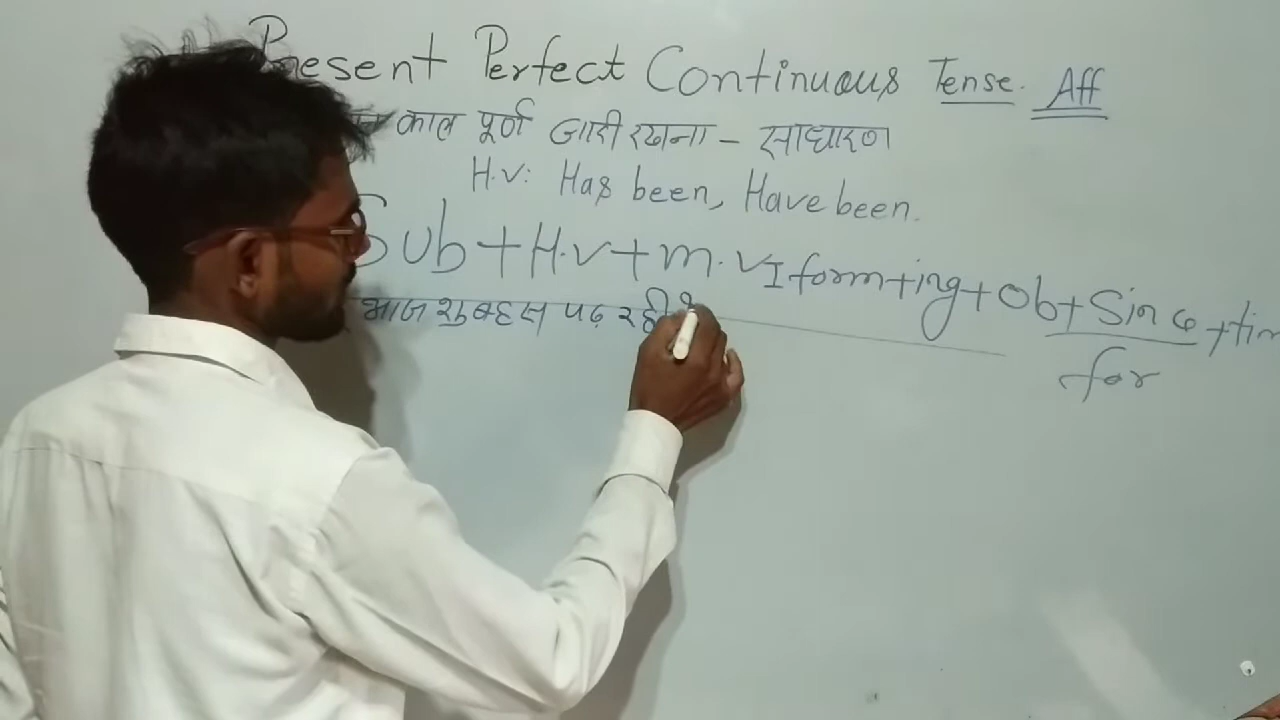 Present Perfect Continuous Tense. Aff
काल पूर्ण जारी रखना - साधारण
H.V: Has been, Have been.
Sub + H.V + m.V I form + ing + Ob + Since + tim
for
आज शुबहस पढ़ रही